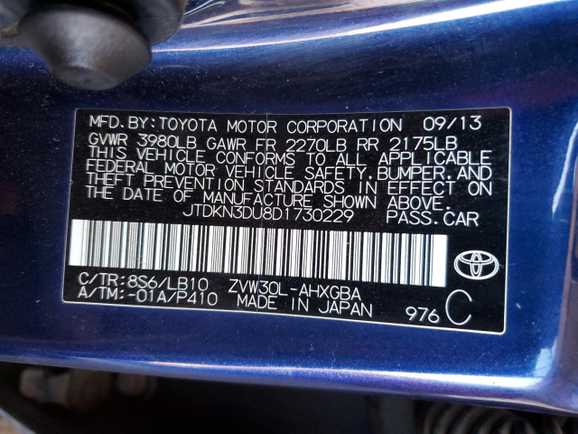 MFD.BY:TOYOTA MOTOR CORPORATION 09/13
GVWR 3980LB GAWR FR 2270LB RR 2175LB
THIS VEHICLE CONFORMS TO ALL APPLICABLE
FEDERAL MOTOR VEHICLE SAFETY.BUMPER.AND
THEFT PREVENTION STANDARDS IN EFFECT ON
THE DATE OF MANUFACTURE SHOWN ABOVE.
JTDKN3DU8D1730229 PASS.CAR
C/TR:8S6/LB10 ZVW30L-AHXGBA
A/TM:-01A/P410 MADE IN JAPAN 976 C